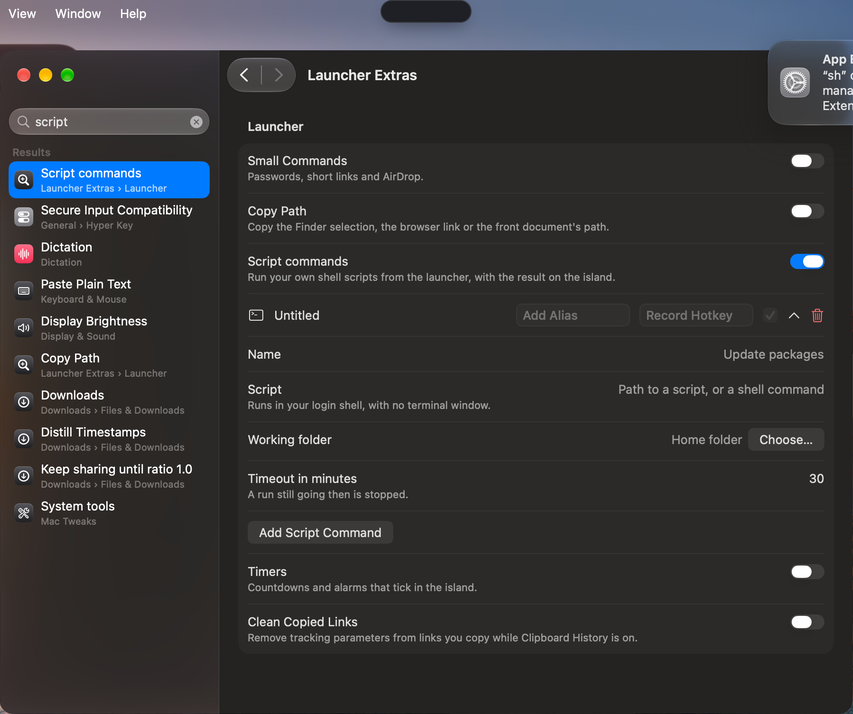 View Window Help
App
"sh"
mana
Exten
script
Results
Script commands
Launcher Extras › Launcher
Secure Input Compatibility
General › Hyper Key
Dictation
Dictation
Paste Plain Text
Keyboard & Mouse
Display Brightness
Display & Sound
Copy Path
Launcher Extras › Launcher
Downloads
Downloads › Files & Downloads
Distill Timestamps
Downloads › Files & Downloads
Keep sharing until ratio 1.0
Downloads › Files & Downloads
System tools
Mac Tweaks
Launcher Extras
Launcher
Small Commands
Passwords, short links and AirDrop.
Copy Path
Copy the Finder selection, the browser link or the front document's path.
Script commands
Run your own shell scripts from the launcher, with the result on the island.
Untitled Add Alias Record Hotkey
Name Update packages
Script Path to a script, or a shell command
Runs in your login shell, with no terminal window.
Working folder Home folder Choose...
Timeout in minutes 30
A run still going then is stopped.
Add Script Command
Timers
Countdowns and alarms that tick in the island.
Clean Copied Links
Remove tracking parameters from links you copy while Clipboard History is on.